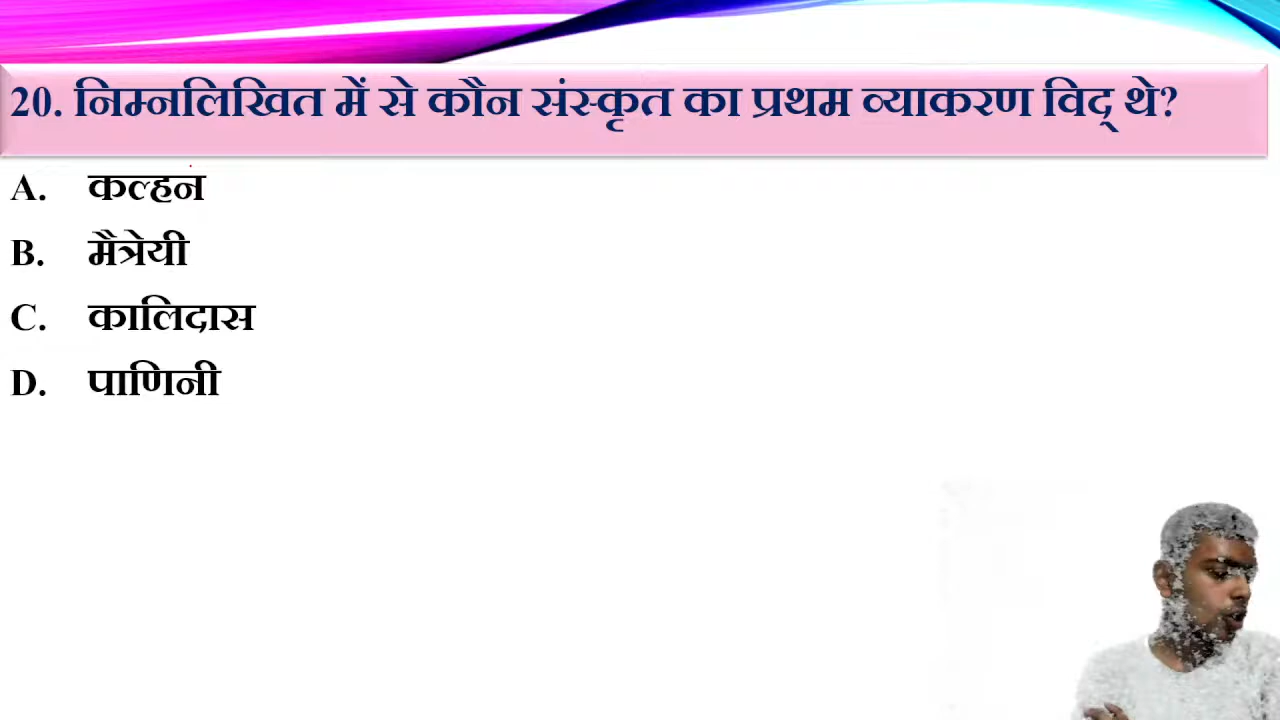 20. निम्नलिखित में से कौन संस्कृत का प्रथम व्याकरण विद् थे?
A. कल्हन
B. मैत्रेयी
C. कालिदास
D. पाणिनी